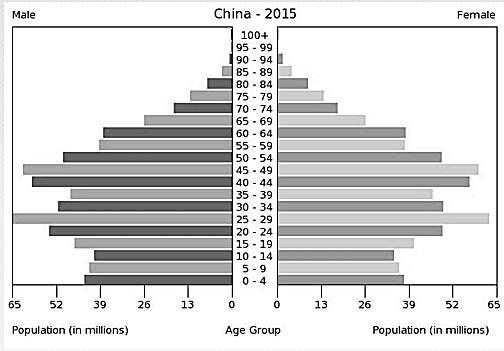 Male China - 2015 Female
100+
95 - 99
90 - 94
85 - 89
80 - 84
75 - 79
70 - 74
65 - 69
60 - 64
55 - 59
50 - 54
45 - 49
40 - 44
35 - 39
30 - 34
25 - 29
20 - 24
15 - 19
10 - 14
5 - 9
0 - 4
65 52 39 26 13 0 0 13 26 39 52 65
Population (in millions) Age Group Population (in millions)